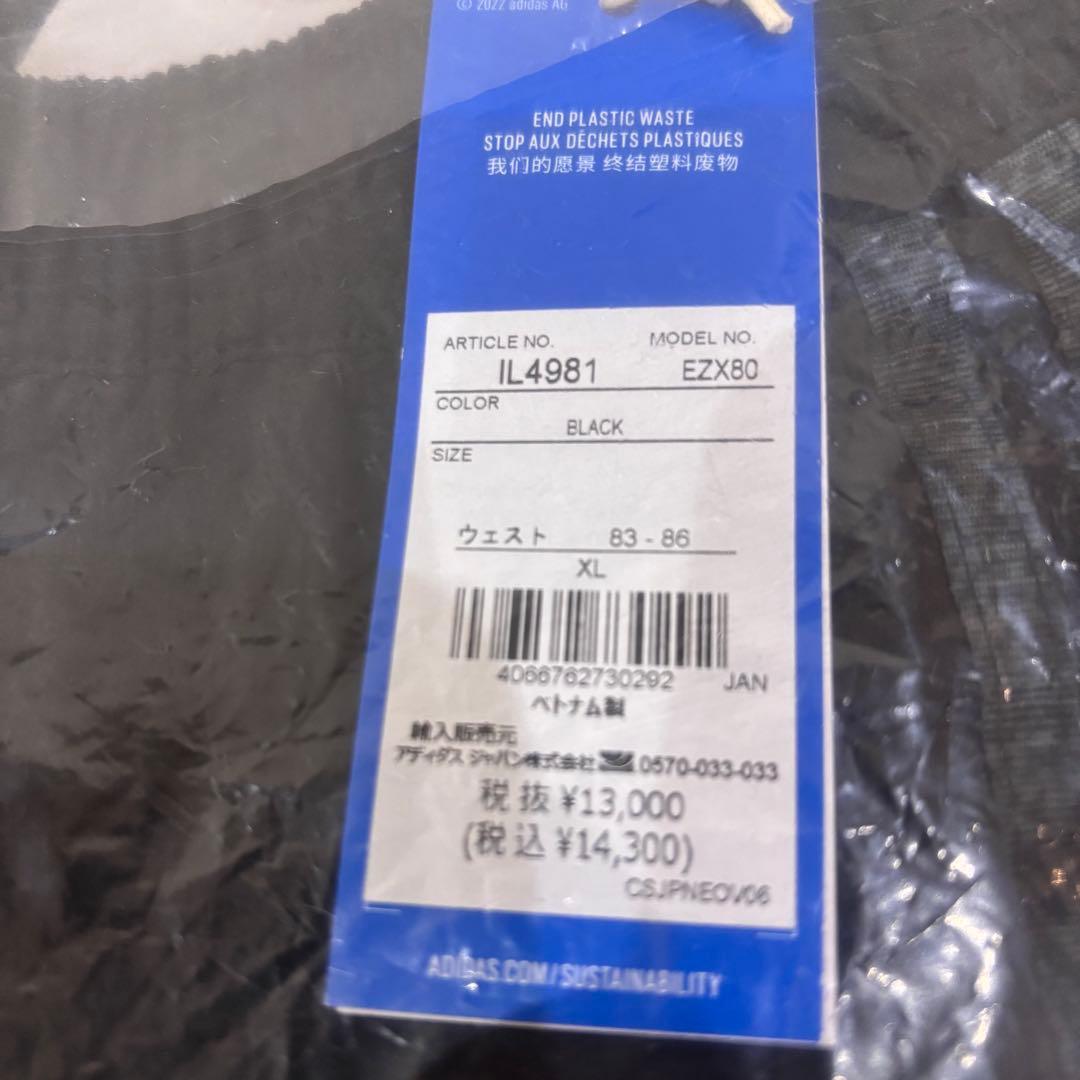 © 2022 adidas AG
END PLASTIC WASTE
STOP AUX DÉCHETS PLASTIQUES
我们的愿景 终结塑料废物
ARTICLE NO. MODEL NO.
IL4981 EZX80
COLOR
BLACK
SIZE
ウェスト 83 - 86
XL
4066762730292 JAN
ベトナム製
輸入販売元
アディダス ジャパン株式会社 0570-033-033
税抜 ¥13,000
(税込 ¥14,300)
CSJPNEOV06
ADIDAS.COM/SUSTAINABILITY